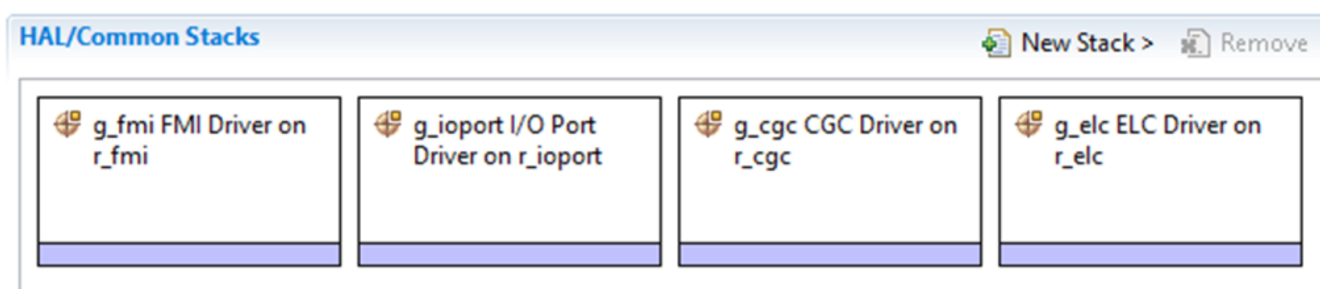 HAL/Common Stacks
New Stack >
Remove
g_fmi FMI Driver on
r_fmi
g_ioport I/O Port
Driver on r_ioport
g_cgc CGC Driver on
r_cgc
g_elc ELC Driver on
r_elc